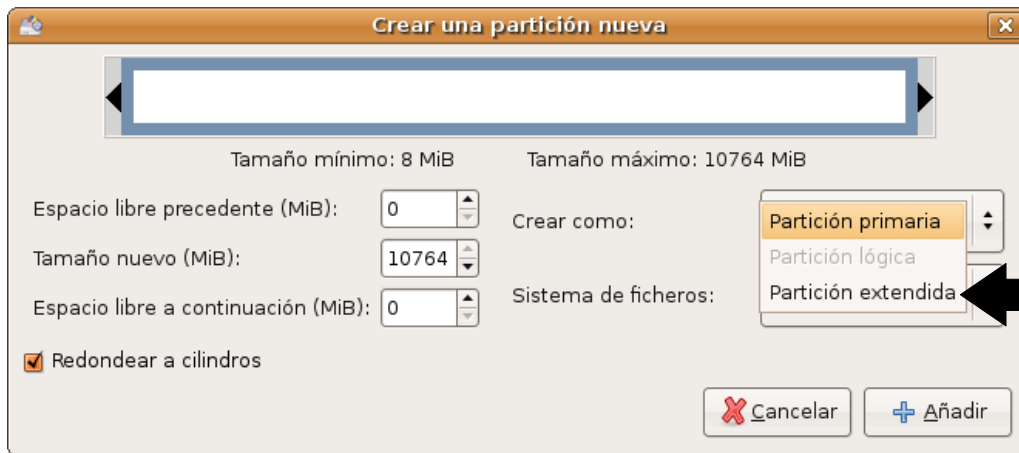 Crear una partición nueva
Tamaño mínimo: 8 MiB Tamaño máximo: 10764 MiB
Espacio libre precedente (MiB): 0
Tamaño nuevo (MiB): 10764
Espacio libre a continuación (MiB): 0
Crear como:
Partición primaria
Partición lógica
Partición extendida
Sistema de ficheros:
Redondear a cilindros
Cancelar
Añadir